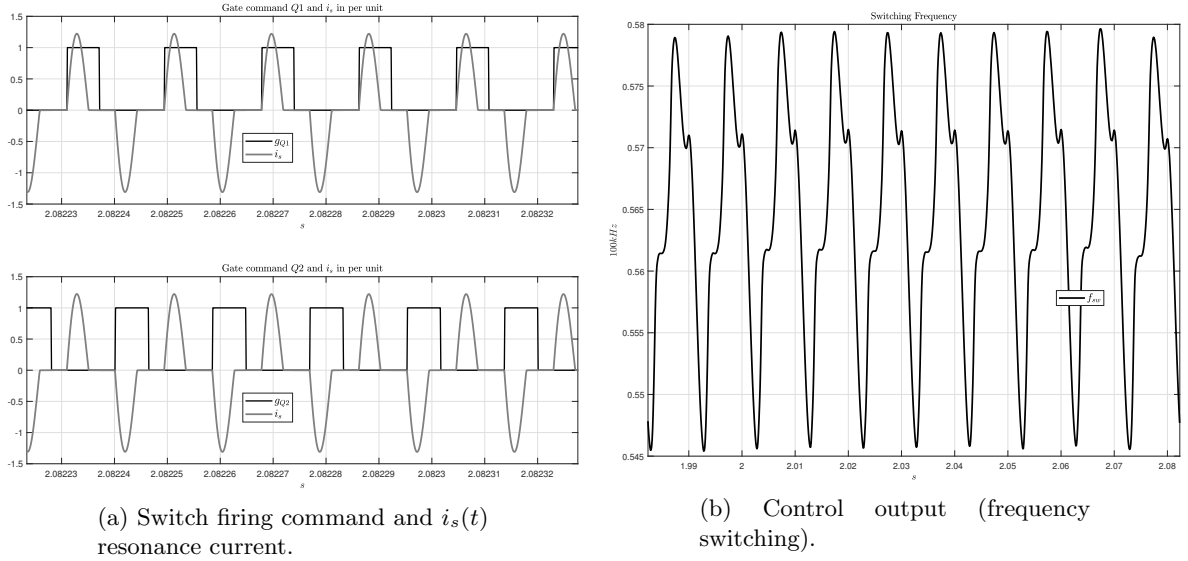 Gate command Q1 and i_s in per unit
1.5
1
0.5
0
-0.5
-1
-1.5
g_Q1
i_s
2.08223 2.08224 2.08225 2.08226 2.08227 2.08228 2.08229 2.0823 2.08231 2.08232
s
Gate command Q2 and i_s in per unit
1.5
1
0.5
0
-0.5
-1
-1.5
g_Q2
i_s
2.08223 2.08224 2.08225 2.08226 2.08227 2.08228 2.08229 2.0823 2.08231 2.08232
s
(a) Switch firing command and i_s(t)
resonance current.
Switching Frequency
0.58
0.575
0.57
0.565
0.56
0.555
0.55
0.545
100kHz
f_sw
1.99 2 2.01 2.02 2.03 2.04 2.05 2.06 2.07 2.08
s
(b) Control output (frequency
switching).